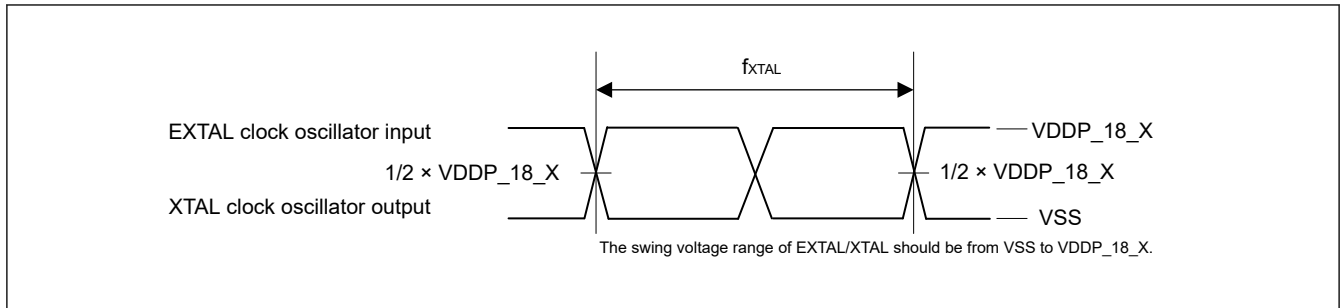 fXTAL
EXTAL clock oscillator input
VDDP_18_X
1/2 × VDDP_18_X
1/2 × VDDP_18_X
XTAL clock oscillator output
VSS
The swing voltage range of EXTAL/XTAL should be from VSS to VDDP_18_X.